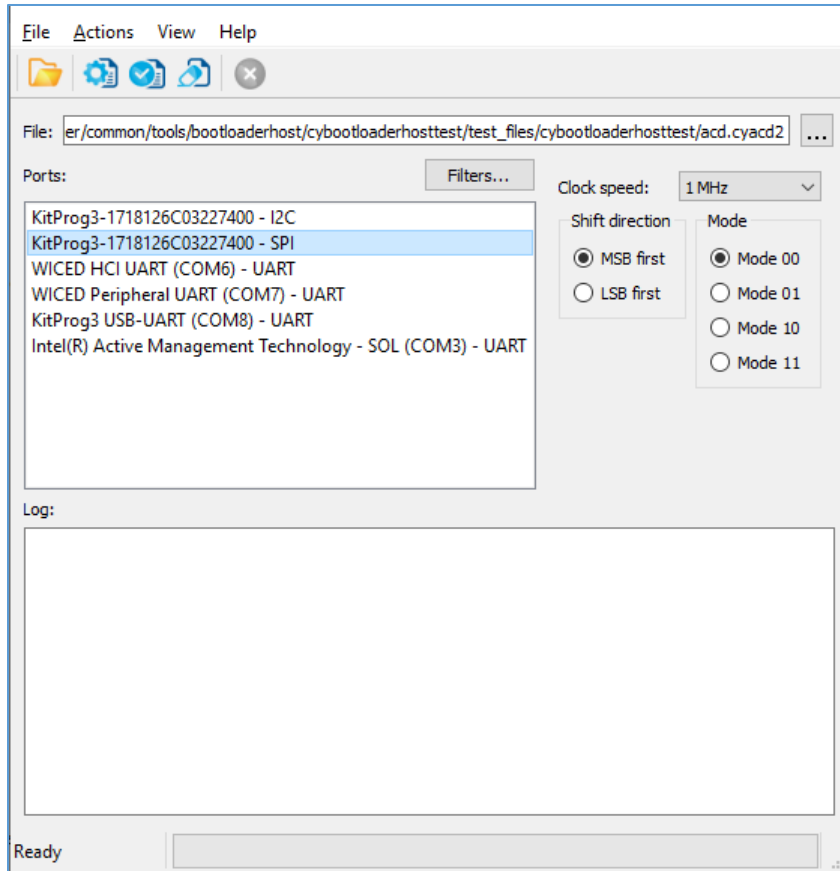 File Actions View Help
File: er/common/tools/bootloaderhost/cybootloaderhosttest/test_files/cybootloaderhosttest/acd.cyacd2 ...
Ports:
Filters...
KitProg3-1718126C03227400 - I2C
KitProg3-1718126C03227400 - SPI
WICED HCI UART (COM6) - UART
WICED Peripheral UART (COM7) - UART
KitProg3 USB-UART (COM8) - UART
Intel(R) Active Management Technology - SOL (COM3) - UART
Clock speed: 1 MHz
Shift direction
MSB first
LSB first
Mode
Mode 00
Mode 01
Mode 10
Mode 11
Log:
Ready